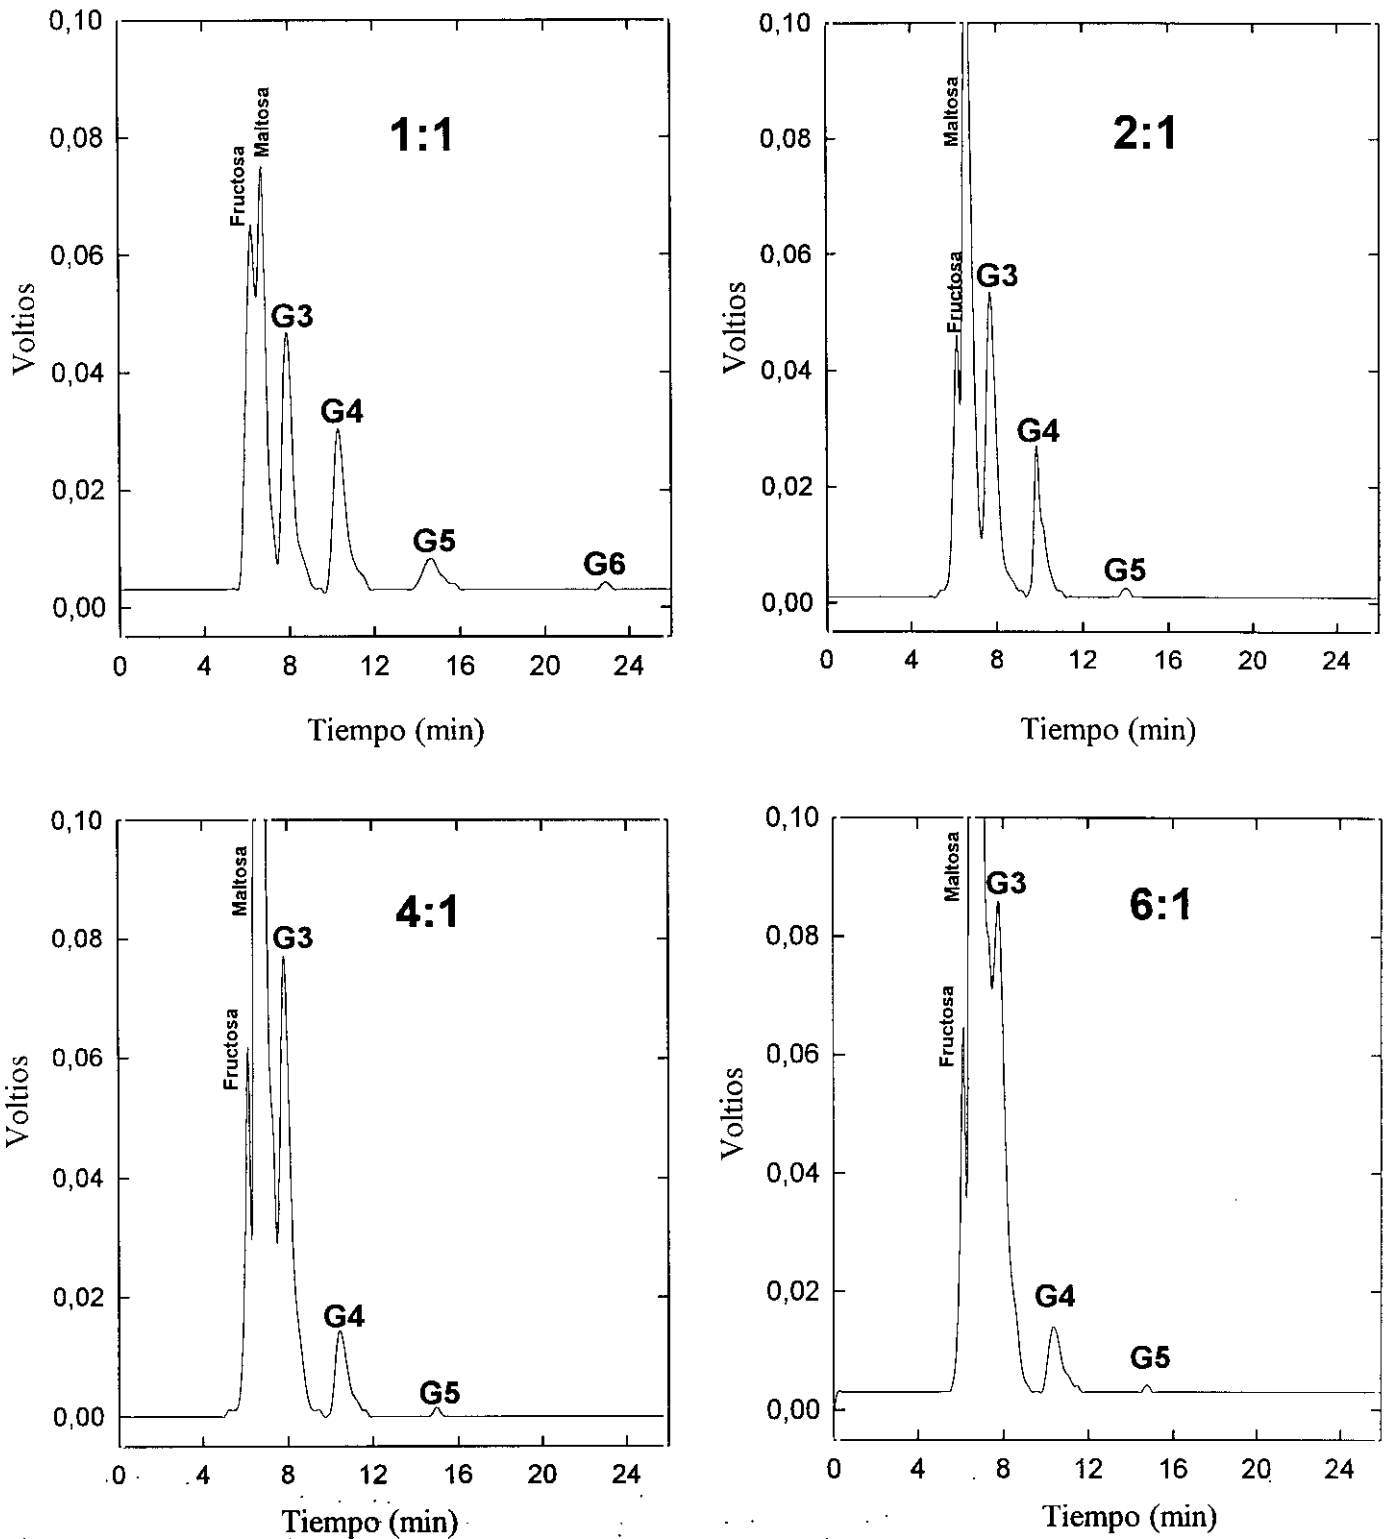 0,10
0,08
0,06
0,04
0,02
0,00
Voltios
Fructosa
Maltosa
1:1
G3
G4
G5
G6
0 4 8 12 16 20 24
Tiempo (min)
0,10
0,08
0,06
0,04
0,02
0,00
Voltios
Maltosa
Fructosa
2:1
G3
G4
G5
0 4 8 12 16 20 24
Tiempo (min)
0,10
0,08
0,06
0,04
0,02
0,00
Voltios
Maltosa
Fructosa
4:1
G3
G4
G5
0 4 8 12 16 20 24
Tiempo (min)
0,10
0,08
0,06
0,04
0,02
0,00
Voltios
Maltosa
Fructosa
G3
6:1
G4
G5
0 4 8 12 16 20 24
Tiempo (min)